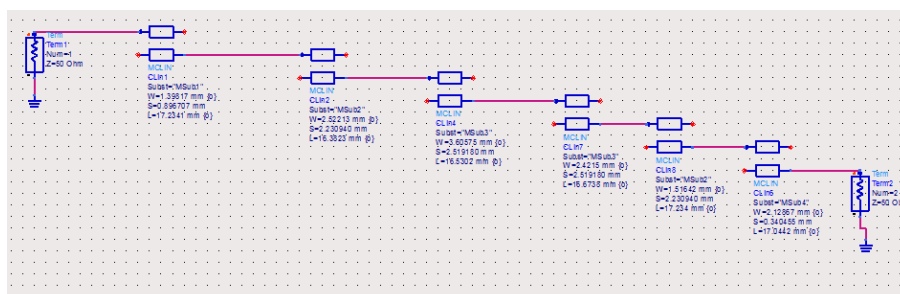 Term
Term1
Num=1
Z=50 Ohm
MCLIN
CLin1
Subst="MSub1"
W=1.39817 mm {o}
S=0.896707 mm
L=17.2341 mm {o}
MCLIN
CLin2
Subst="MSub2"
W=2.52213 mm {o}
S=2.230940 mm
L=16.3823 mm {o}
MCLIN
CLin4
Subst="MSub3"
W=3.60575 mm {o}
S=2.519180 mm
L=16.5302 mm {o}
MCLIN
CLin7
Subst="MSub3"
W=2.4215 mm {o}
S=2.519180 mm
L=16.6738 mm {o}
MCLIN
CLin8
Subst="MSub2"
W=1.51642 mm {o}
S=2.230940 mm
L=17.234 mm {o}
MCLIN
CLin6
Subst="MSub4"
W=2.12867 mm {o}
S=0.340455 mm
L=17.0442 mm {o}
Term
Term2
Num=2
Z=50 O